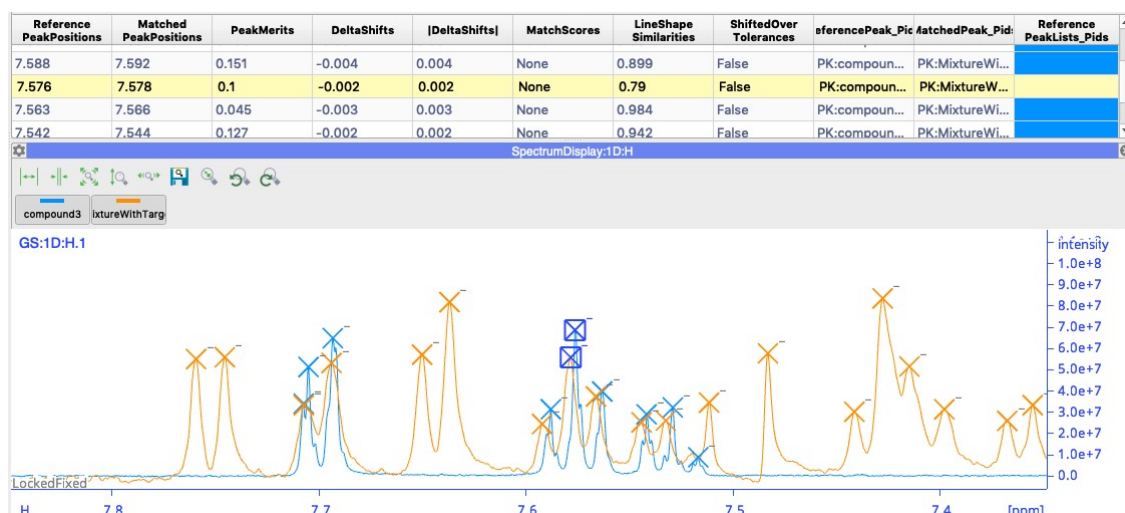 Reference PeakPositions Matched PeakPositions PeakMerits DeltaShifts |DeltaShifts| MatchScores LineShape Similarities ShiftedOver Tolerances eferencePeak_Pic MatchedPeak_Pid: Reference PeakLists_Pids
7.588 7.592 0.151 -0.004 0.004 None 0.899 False PK:compoun... PK:MixtureWi...
7.576 7.578 0.1 -0.002 0.002 None 0.79 False PK:compoun... PK:MixtureW...
7.563 7.566 0.045 -0.003 0.003 None 0.984 False PK:compoun... PK:MixtureWi...
7.542 7.544 0.127 -0.002 0.002 None 0.942 False PK:compoun... PK:MixtureWi...
SpectrumDisplay:1D:H
compound3 ixtureWithTarg
GS:1D:H.1
intensity
1.0e+8
9.0e+7
8.0e+7
7.0e+7
6.0e+7
5.0e+7
4.0e+7
3.0e+7
2.0e+7
1.0e+7
0.0
LockedFixed
H 7.8 7.7 7.6 7.5 7.4 [ppm]